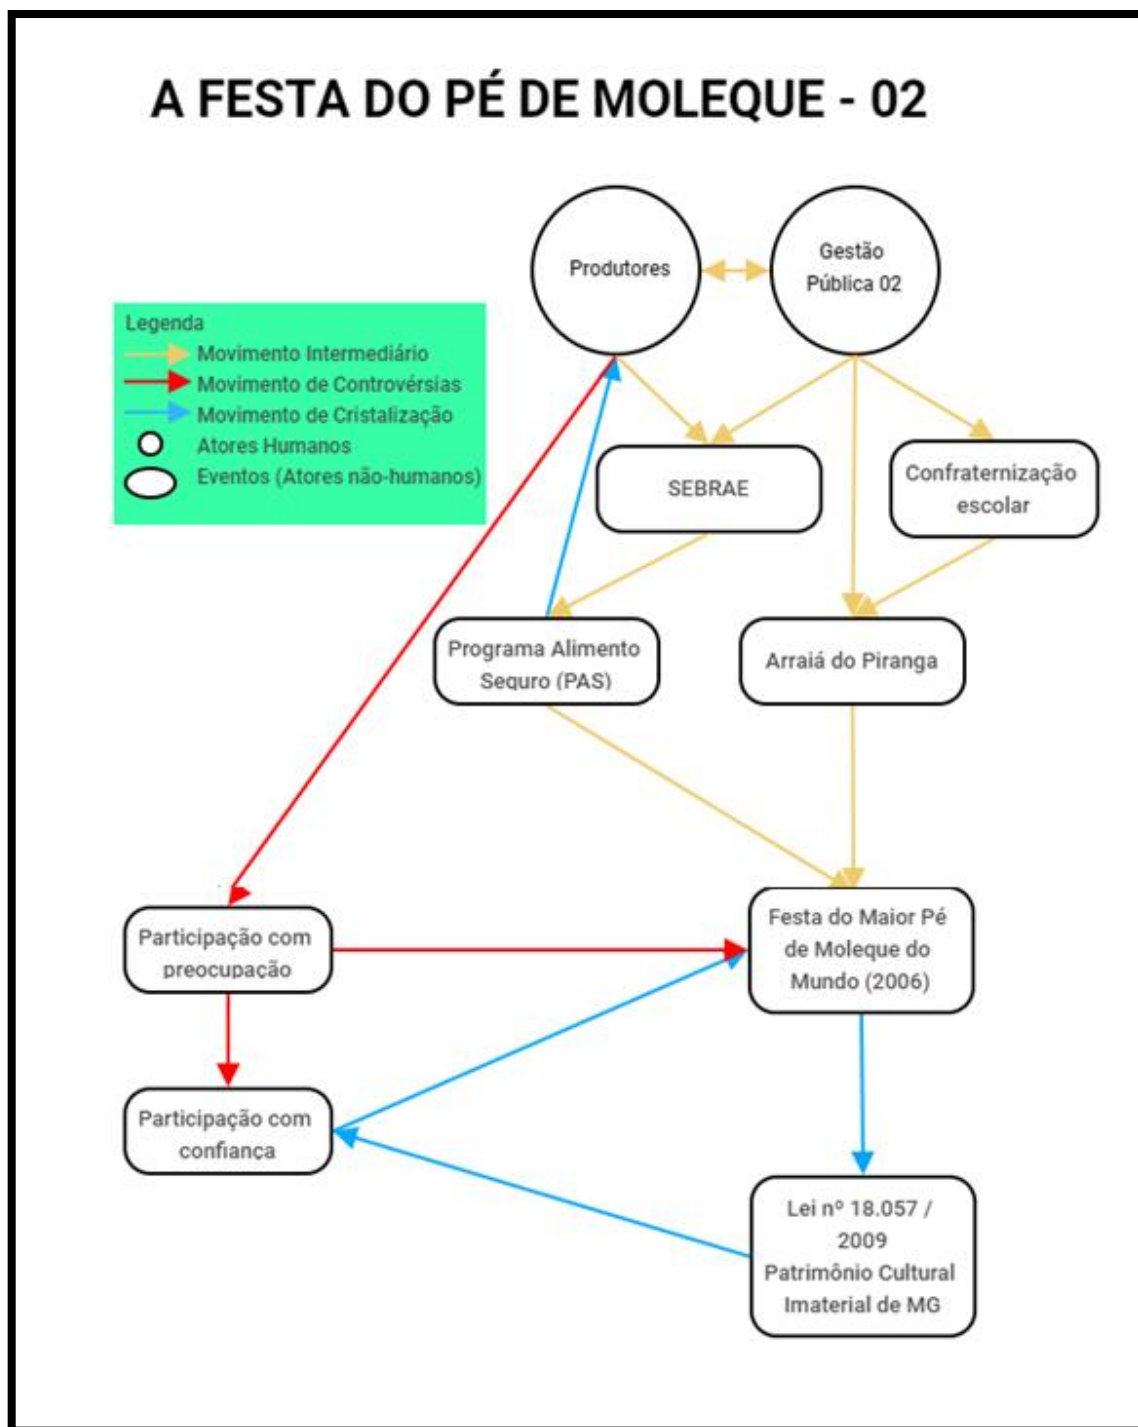 A FESTA DO PÉ DE MOLEQUE - 02
Produtores
Gestão
Pública 02
Legenda
Movimento Intermediário
Movimento de Controvérsias
Movimento de Cristalização
Atores Humanos
Eventos (Atores não-humanos)
SEBRAE
Confraternização
escolar
Programa Alimento
Seguro (PAS)
Arraiá do Piranga
Participação com
preocupação
Festa do Maior Pé
de Moleque do
Mundo (2006)
Participação com
confiança
Lei nº 18.057 /
2009
Patrimônio Cultural
Imaterial de MG